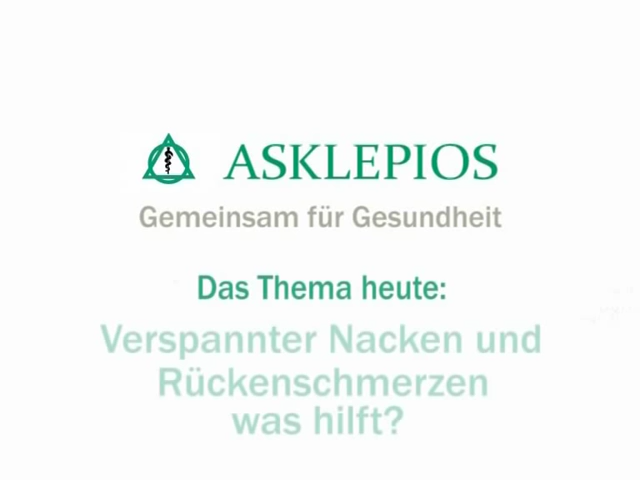 ASKLEPIOS
Gemeinsam für Gesundheit
Das Thema heute:
Verspannter Nacken und
Rückenschmerzen
was hilft?